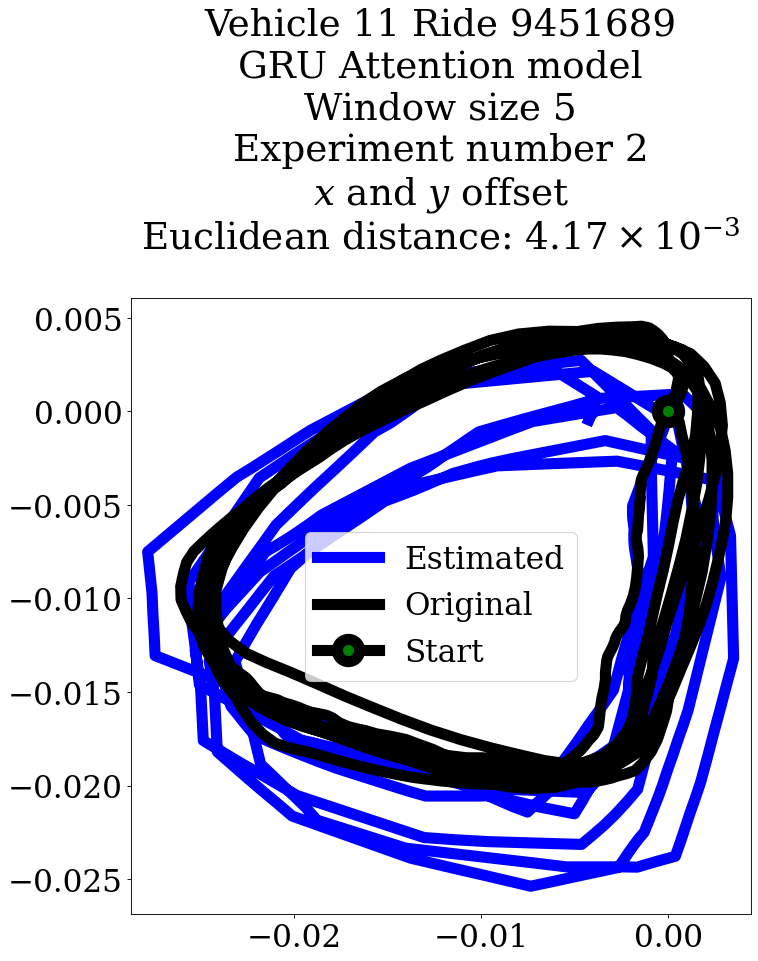 Vehicle 11 Ride 9451689
GRU Attention model
Window size 5
Experiment number 2
x and y offset
Euclidean distance: 4.17 × 10⁻³
0.005
0.000
−0.005
−0.010
−0.015
−0.020
−0.025
Estimated
Original
Start
−0.02
−0.01
0.00